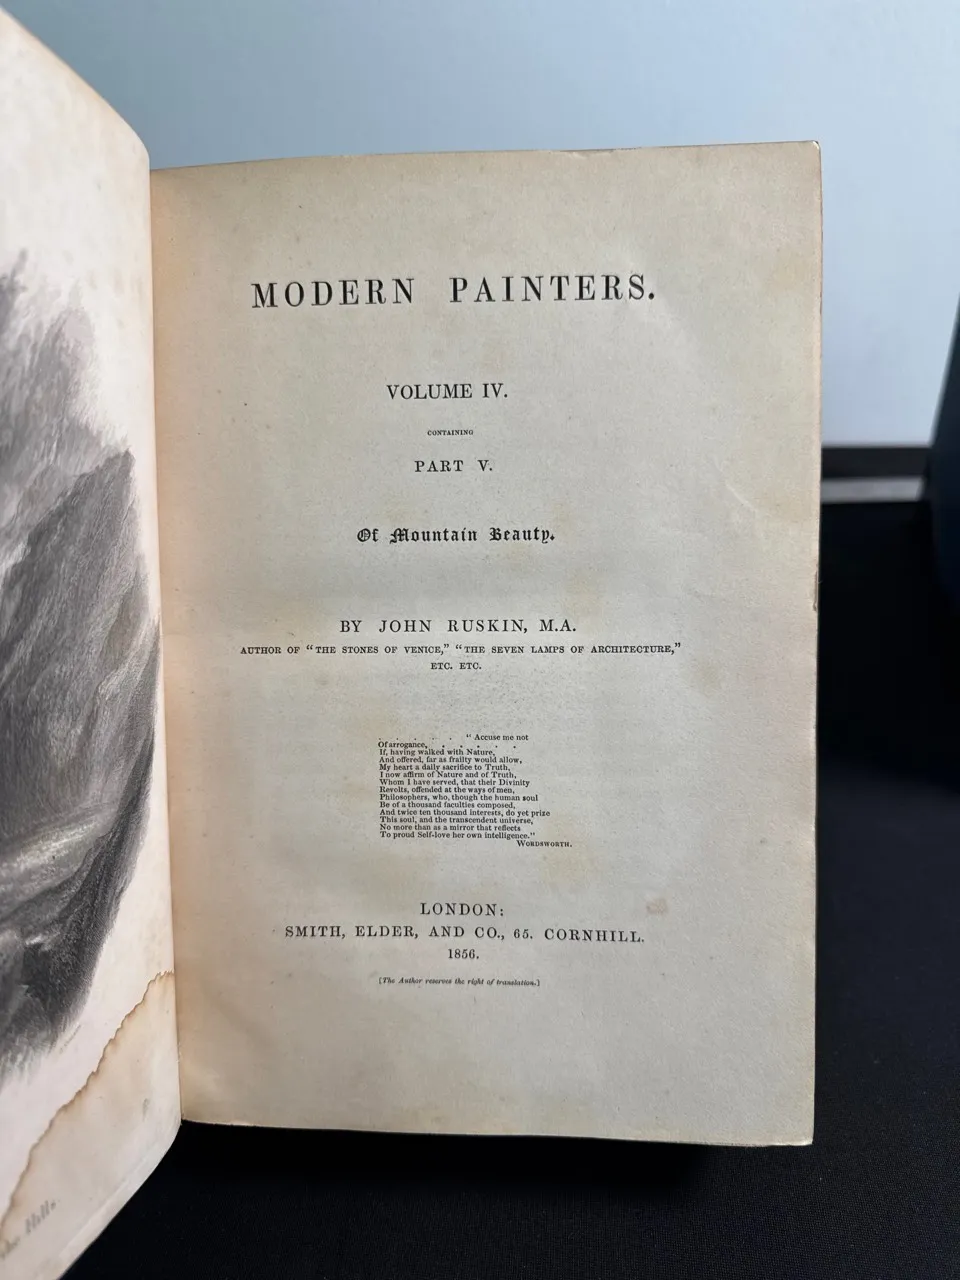 MODERN PAINTERS.
VOLUME IV.
CONTAINING
PART V.
Of Mountain Beauty.
BY JOHN RUSKIN, M.A.
AUTHOR OF "THE STONES OF VENICE," "THE SEVEN LAMPS OF ARCHITECTURE,"
ETC. ETC.
. . . . . " Accuse me not
Of arrogance, . . . . .
If, having walked with Nature,
And offered, far as frailty would allow,
My heart a daily sacrifice to Truth,
I now affirm of Nature and of Truth,
Whom I have served, that their Divinity
Revolts, offended at the ways of men,
Philosophers, who, though the human soul
Be of a thousand faculties composed,
And twice ten thousand interests, do yet prize
This soul, and the transcendent universe,
No more than as a mirror that reflects
To proud Self-love her own intelligence."
WORDSWORTH.
LONDON:
SMITH, ELDER, AND CO., 65. CORNHILL.
1856.
[The Author reserves the right of translation.]
the Hills.